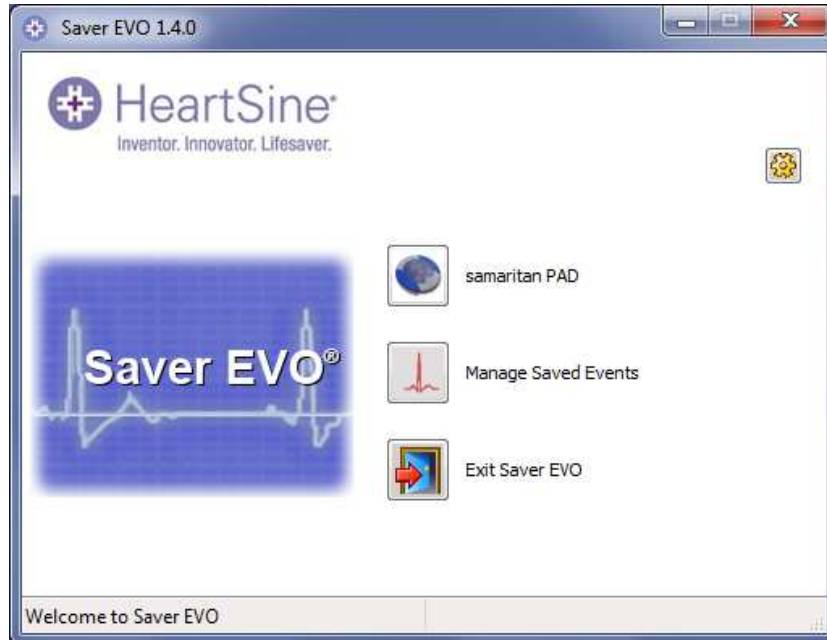 Saver EVO 1.4.0
HeartSine®
Inventor. Innovator. Lifesaver.
samaritan PAD
Saver EVO®
Manage Saved Events
Exit Saver EVO
Welcome to Saver EVO